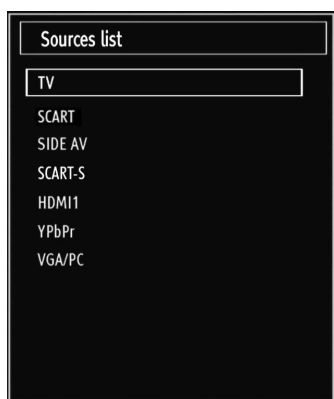 Sources list
TV
SCART
SIDE AV
SCART-S
HDMI1
YPbPr
VGA/PC